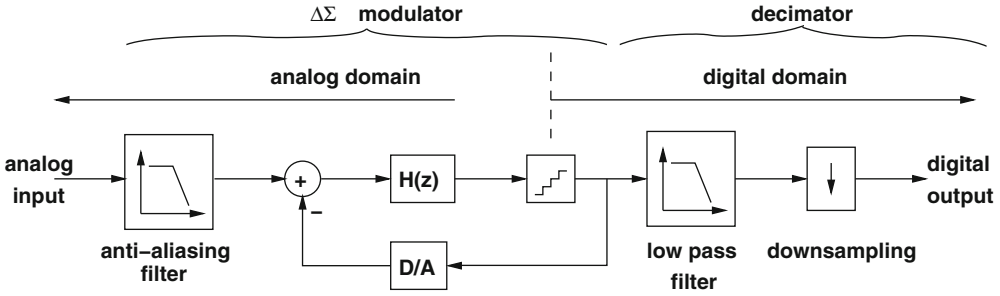 ΔΣ modulator
decimator
analog domain
digital domain
analog
input
+
−
H(z)
D/A
anti−aliasing
filter
low pass
filter
downsampling
digital
output